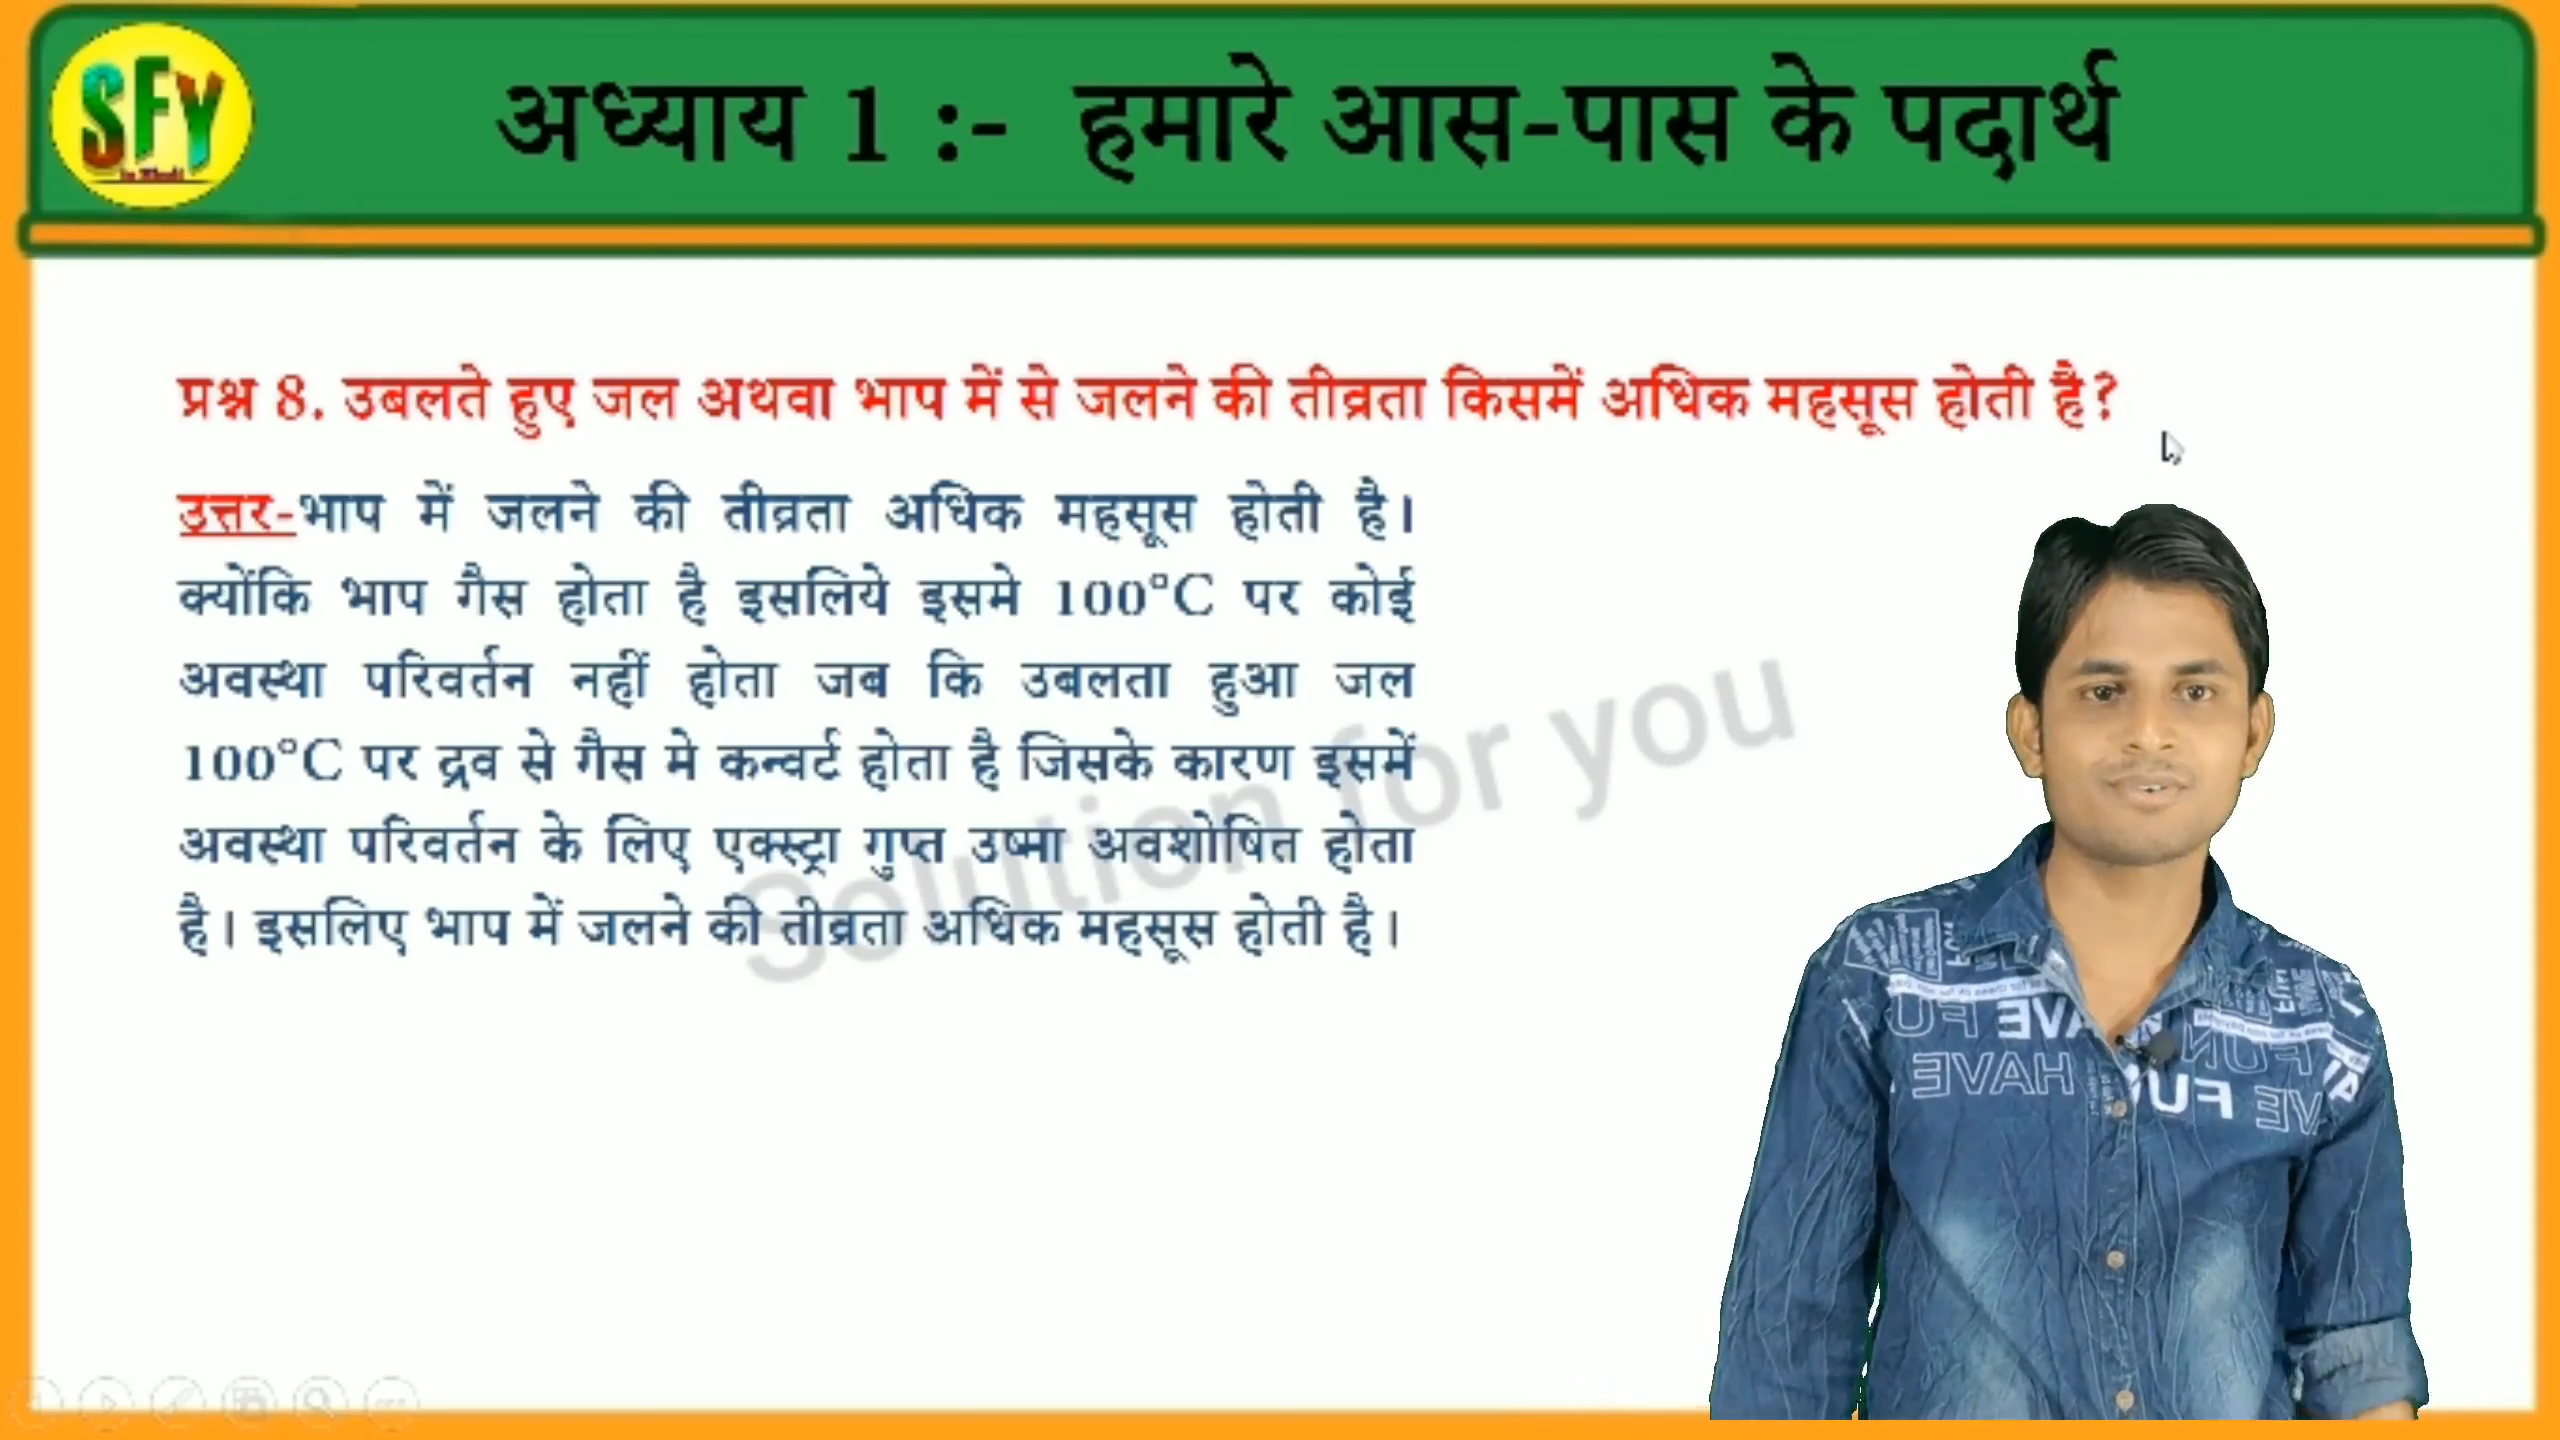 SFY
अध्याय 1 :- हमारे आस-पास के पदार्थ
प्रश्न 8. उबलते हुए जल अथवा भाप में से जलने की तीव्रता किसमें अधिक महसूस होती है?
उत्तर-भाप में जलने की तीव्रता अधिक महसूस होती है।
क्योंकि भाप गैस होता है इसलिये इसमे 100°C पर कोई
अवस्था परिवर्तन नहीं होता जब कि उबलता हुआ जल
100°C पर द्रव से गैस मे कन्वर्ट होता है जिसके कारण इसमें
अवस्था परिवर्तन के लिए एक्स्ट्रा गुप्त उष्मा अवशोषित होता
है। इसलिए भाप में जलने की तीव्रता अधिक महसूस होती है।
Solution for you
HAVE FUN